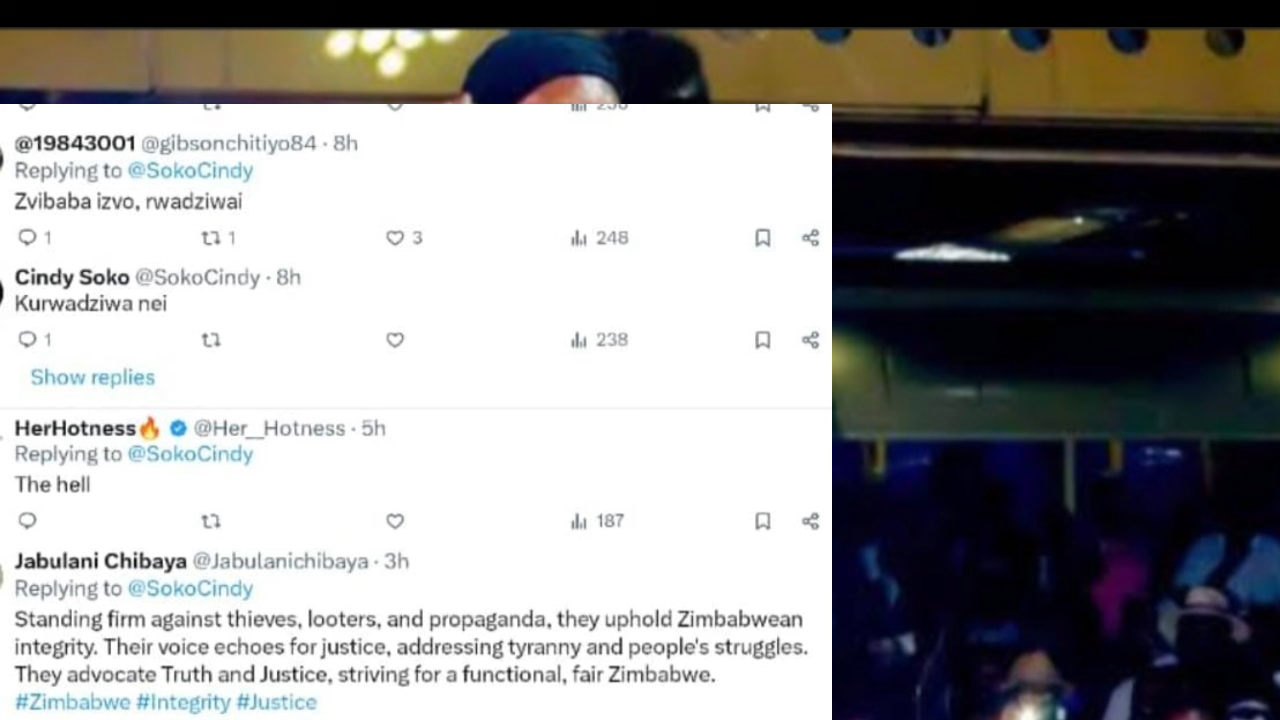 @19843001 @gibsonchitiyo84 · 8h
Replying to @SokoCindy
Zvibaba izvo, rwadziwai
1 1 3 248
Cindy Soko @SokoCindy · 8h
Kurwadziwa nei
1 238
Show replies
HerHotness🔥 @Her__Hotness · 5h
Replying to @SokoCindy
The hell
187
Jabulani Chibaya @Jabulanichibaya · 3h
Replying to @SokoCindy
Standing firm against thieves, looters, and propaganda, they uphold Zimbabwean
integrity. Their voice echoes for justice, addressing tyranny and people's struggles.
They advocate Truth and Justice, striving for a functional, fair Zimbabwe.
#Zimbabwe #Integrity #Justice